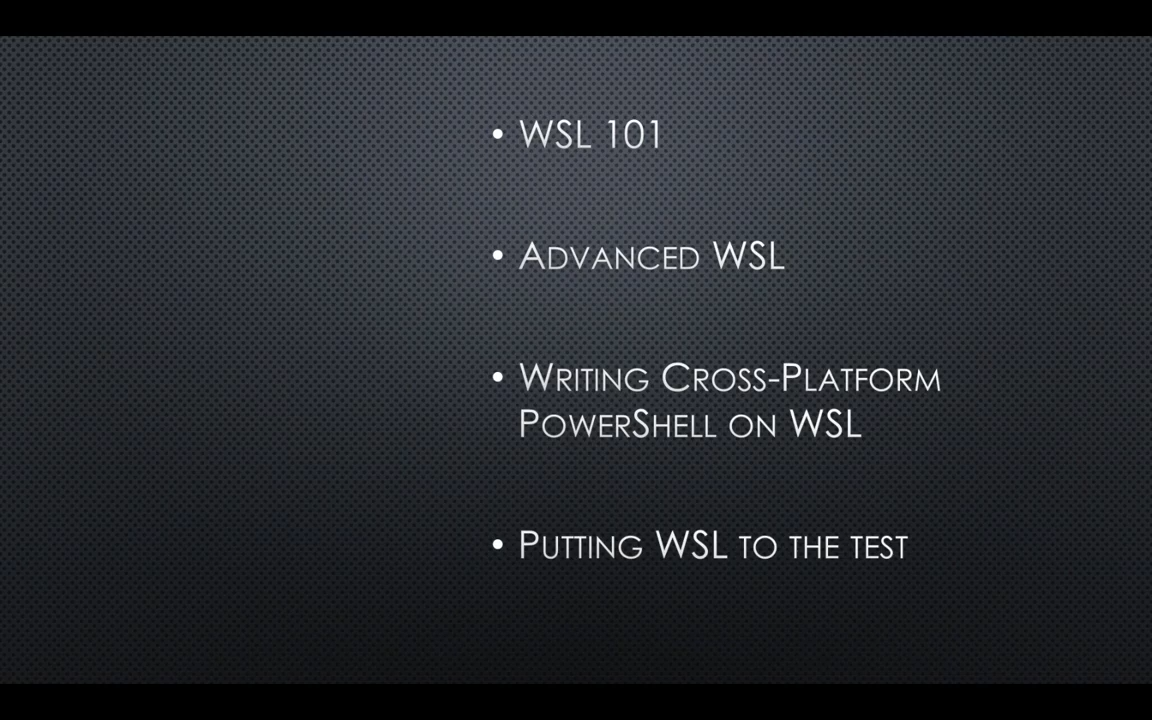 • WSL 101
• Advanced WSL
• Writing Cross-Platform
PowerShell on WSL
• Putting WSL to the test